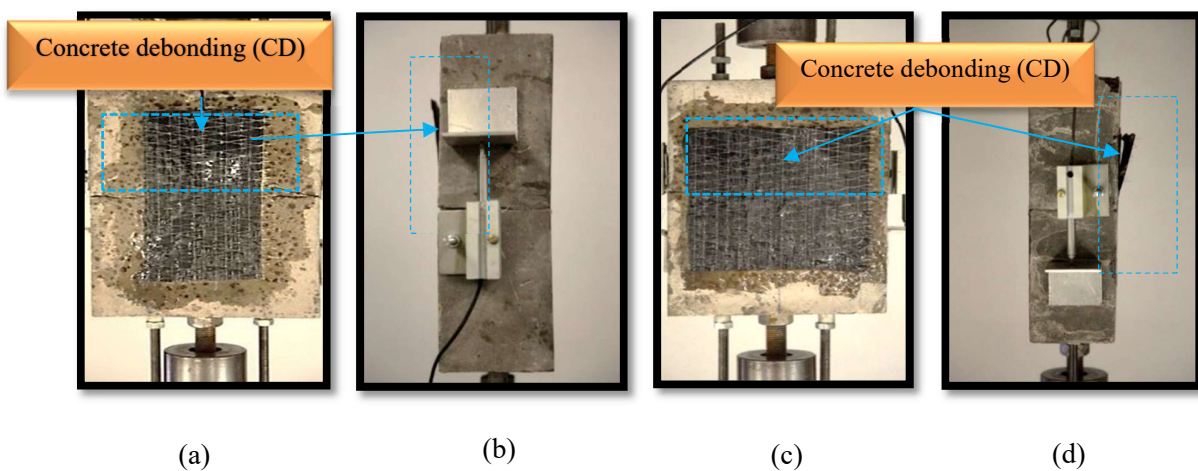 Concrete debonding (CD)
Concrete debonding (CD)
(a)
(b)
(c)
(d)